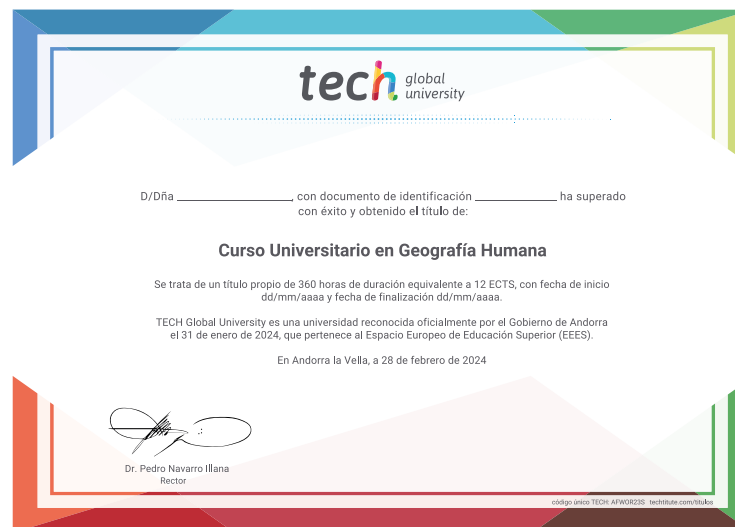 tech global university
D/Dña ____________________, con documento de identificación ______________ ha superado
con éxito y obtenido el título de:
Curso Universitario en Geografía Humana
Se trata de un título propio de 360 horas de duración equivalente a 12 ECTS, con fecha de inicio
dd/mm/aaaa y fecha de finalización dd/mm/aaaa.
TECH Global University es una universidad reconocida oficialmente por el Gobierno de Andorra
el 31 de enero de 2024, que pertenece al Espacio Europeo de Educación Superior (EEES).
En Andorra la Vella, a 28 de febrero de 2024
Dr. Pedro Navarro Illana
Rector
código único TECH: AFWOR23S techtitute.com/titulos